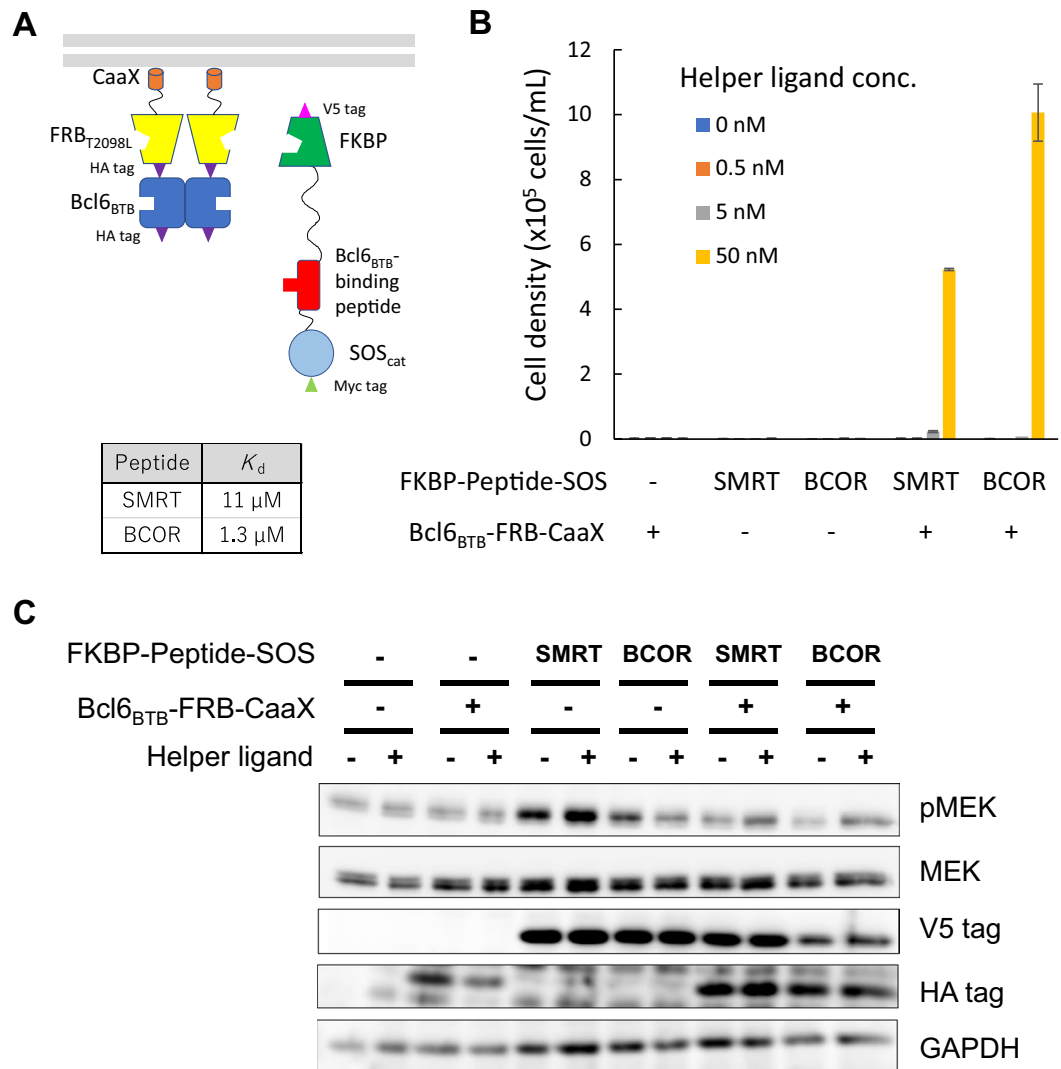 A
CaaX
FRBT2098L
HA tag
Bcl6BTB
HA tag
V5 tag
FKBP
Bcl6BTB-
binding
peptide
SOScat
Myc tag
Peptide Kd
SMRT 11 μM
BCOR 1.3 μM
B
Cell density (x10⁵ cells/mL)
12
10
8
6
4
2
0
Helper ligand conc.
0 nM
0.5 nM
5 nM
50 nM
FKBP-Peptide-SOS - SMRT BCOR SMRT BCOR
Bcl6BTB-FRB-CaaX + - - + +
C
FKBP-Peptide-SOS - - SMRT BCOR SMRT BCOR
Bcl6BTB-FRB-CaaX - + - - + +
Helper ligand - + - + - + - + - + - +
pMEK
MEK
V5 tag
HA tag
GAPDH